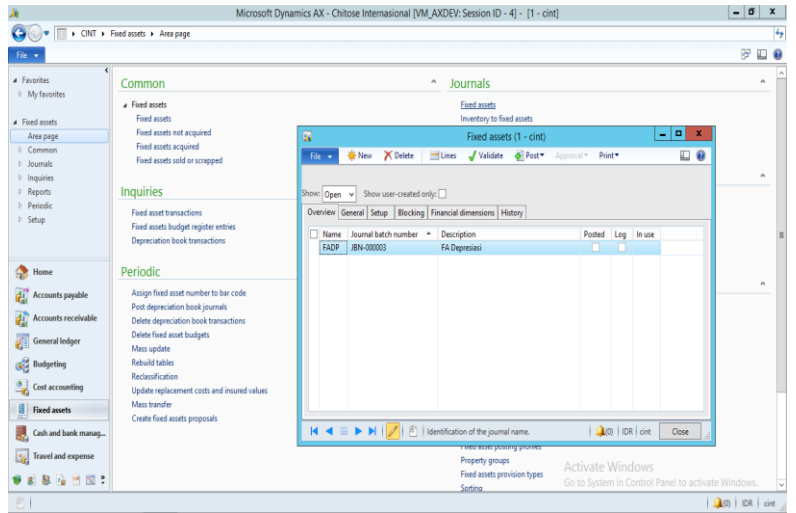 Microsoft Dynamics AX - Chitose Internasional [VM_AXDEV: Session ID - 4] - [1 - cint]
CINT
Fixed assets
Area page
File
Favorites
My favorites
Fixed assets
Area page
Common
Journals
Inquiries
Reports
Periodic
Setup
Home
Accounts payable
Accounts receivable
General ledger
Budgeting
Cost accounting
Fixed assets
Cash and bank manag...
Travel and expense
Common
Fixed assets
Fixed assets
Fixed assets not acquired
Fixed assets acquired
Fixed assets sold or scrapped
Inquiries
Fixed asset transactions
Fixed assets budget register entries
Depreciation book transactions
Periodic
Assign fixed asset number to bar code
Post depreciation book journals
Delete depreciation book transactions
Delete fixed asset budgets
Mass update
Rebuild tables
Reclassification
Update replacement costs and insured values
Mass transfer
Create fixed assets proposals
Journals
Fixed assets
Inventory to fixed assets
Fixed assets (1 - cint)
File New Delete Lines Validate Post Approval Print
Show: Open Show user-created only:
Overview General Setup Blocking Financial dimensions History
Name Journal batch number Description Posted Log In use
FADP JBN-000003 FA Depresiasi
Identification of the journal name. (0) IDR cint Close
Fixed asset posting profiles
Property groups
Fixed assets provision types
Sorting
Activate Windows
Go to System in Control Panel to activate Windows.
(0) IDR cint